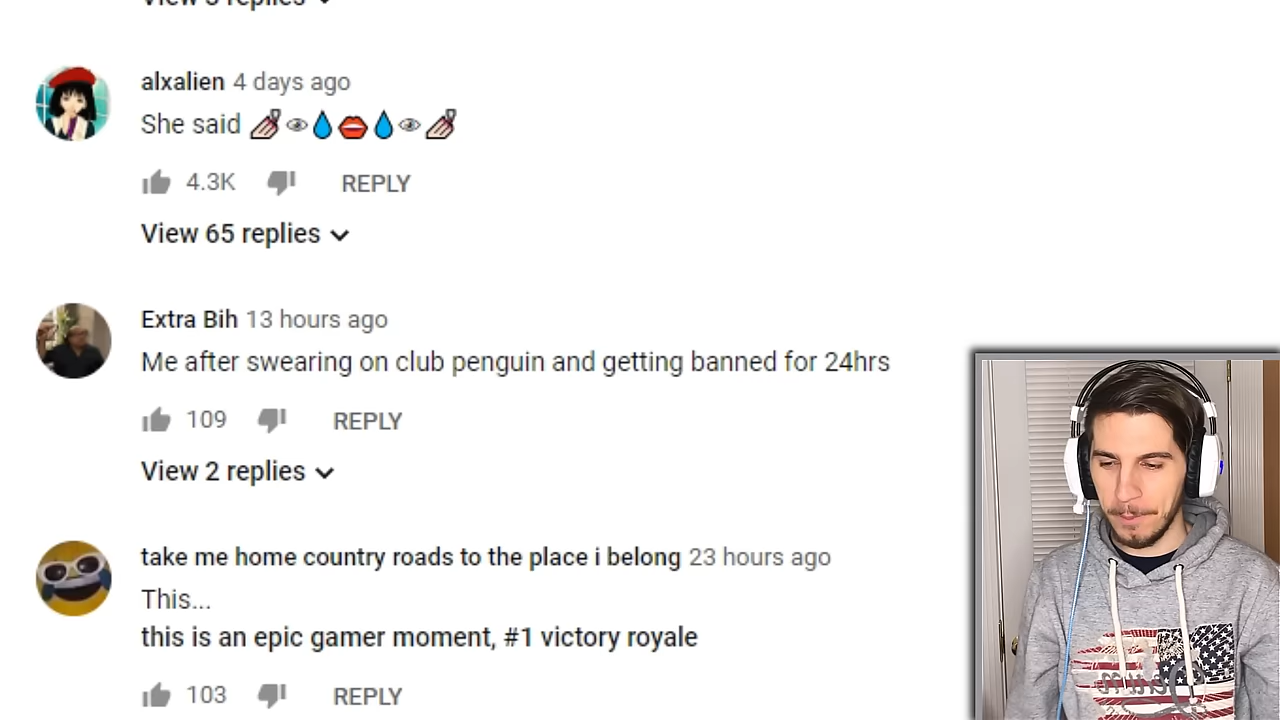 View 3 replies
alxalien 4 days ago
She said 💅👁💧👄💧👁💅
4.3K REPLY
View 65 replies
Extra Bih 13 hours ago
Me after swearing on club penguin and getting banned for 24hrs
109 REPLY
View 2 replies
take me home country roads to the place i belong 23 hours ago
This...
this is an epic gamer moment, #1 victory royale
103 REPLY